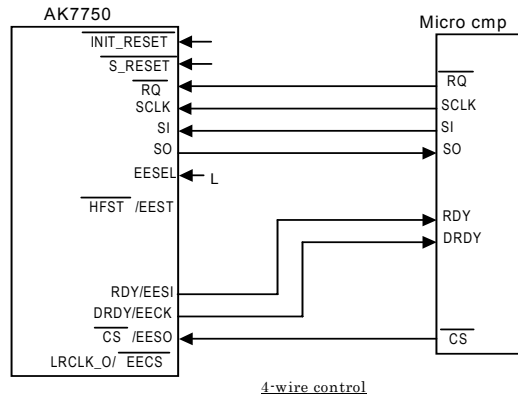 AK7750
Micro cmp
INIT_RESET
S_RESET
RQ
SCLK
SI
SO
EESEL
L
HFST /EEST
RDY/EESI
DRDY/EECK
CS /EESO
LRCLK_O/ EECS
RQ
SCLK
SI
SO
RDY
DRDY
CS
4-wire control